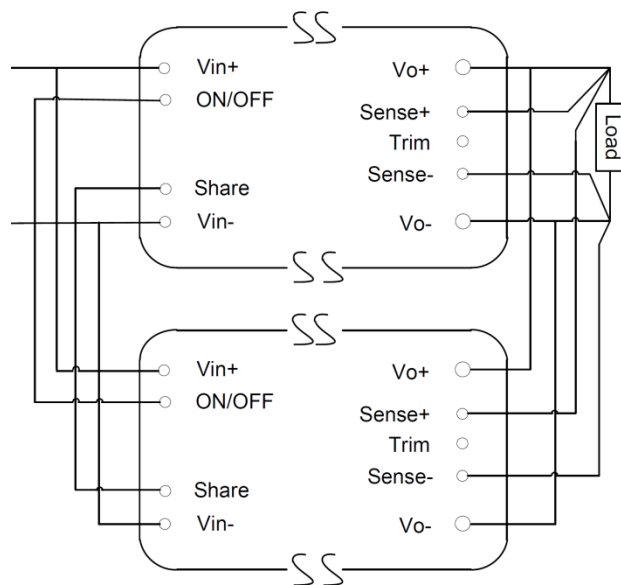 Vin+
Vo+
ON/OFF
Sense+
Load
Trim
Share
Sense-
Vin-
Vo-
Vin+
Vo+
ON/OFF
Sense+
Trim
Sense-
Share
Vin-
Vo-